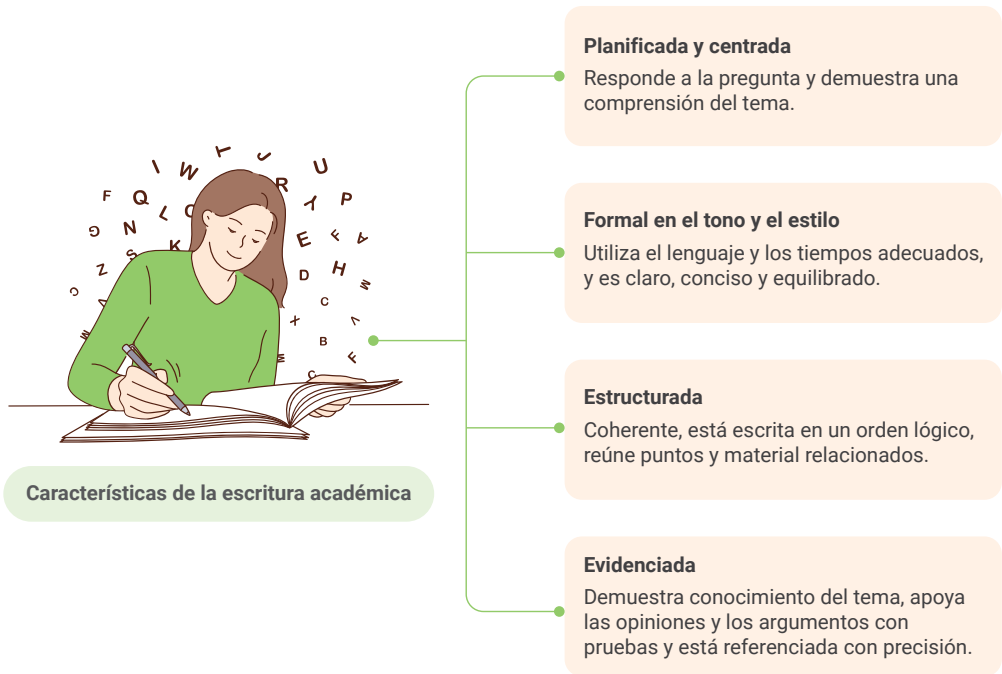 Planificada y centrada
Responde a la pregunta y demuestra una
comprensión del tema.
Formal en el tono y el estilo
Utiliza el lenguaje y los tiempos adecuados,
y es claro, conciso y equilibrado.
Estructurada
Coherente, está escrita en un orden lógico,
reúne puntos y material relacionados.
Evidenciada
Demuestra conocimiento del tema, apoya
las opiniones y los argumentos con
pruebas y está referenciada con precisión.
Características de la escritura académica